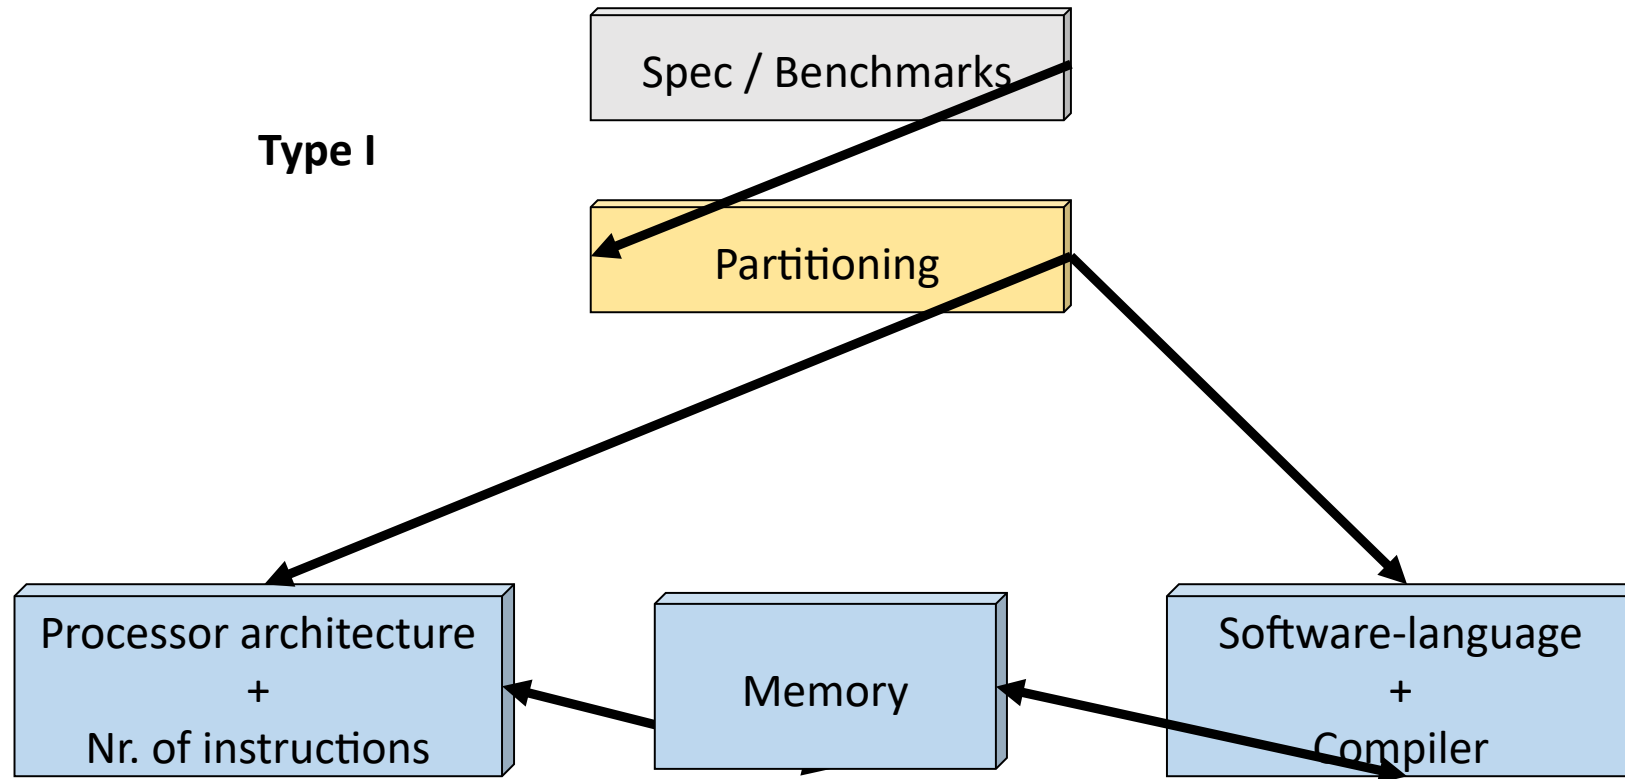 Spec / Benchmarks
Type I
Partitioning
Processor architecture
+
Nr. of instructions
Memory
Software-language
+
Compiler